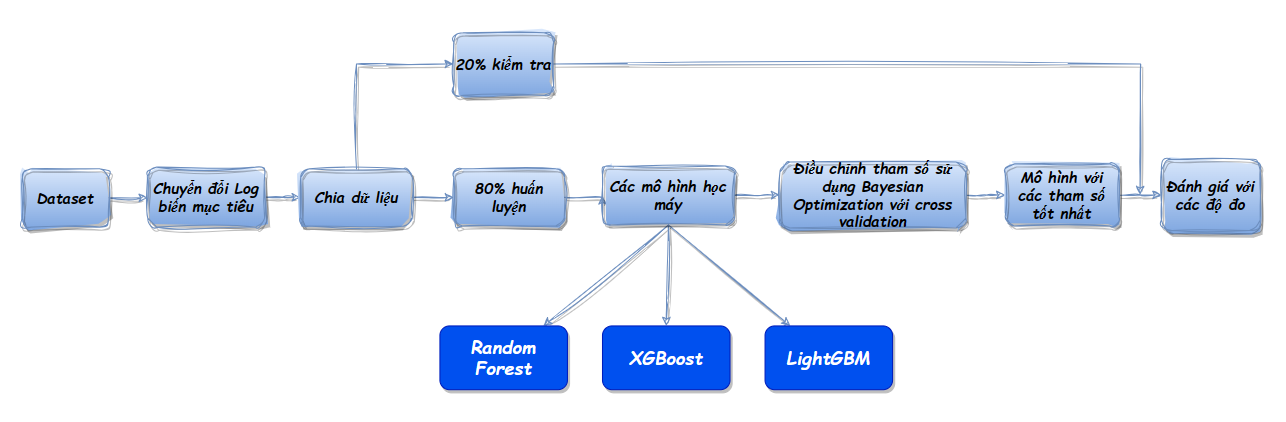 20% kiểm tra
Dataset
Chuyển đổi Log
biến mục tiêu
Chia dữ liệu
80% huấn
luyện
Các mô hình học
máy
Điều chỉnh tham số sử
dụng Bayesian
Optimization với cross
validation
Mô hình với
các tham số
tốt nhất
Đánh giá với
các độ đo
Random
Forest
XGBoost
LightGBM